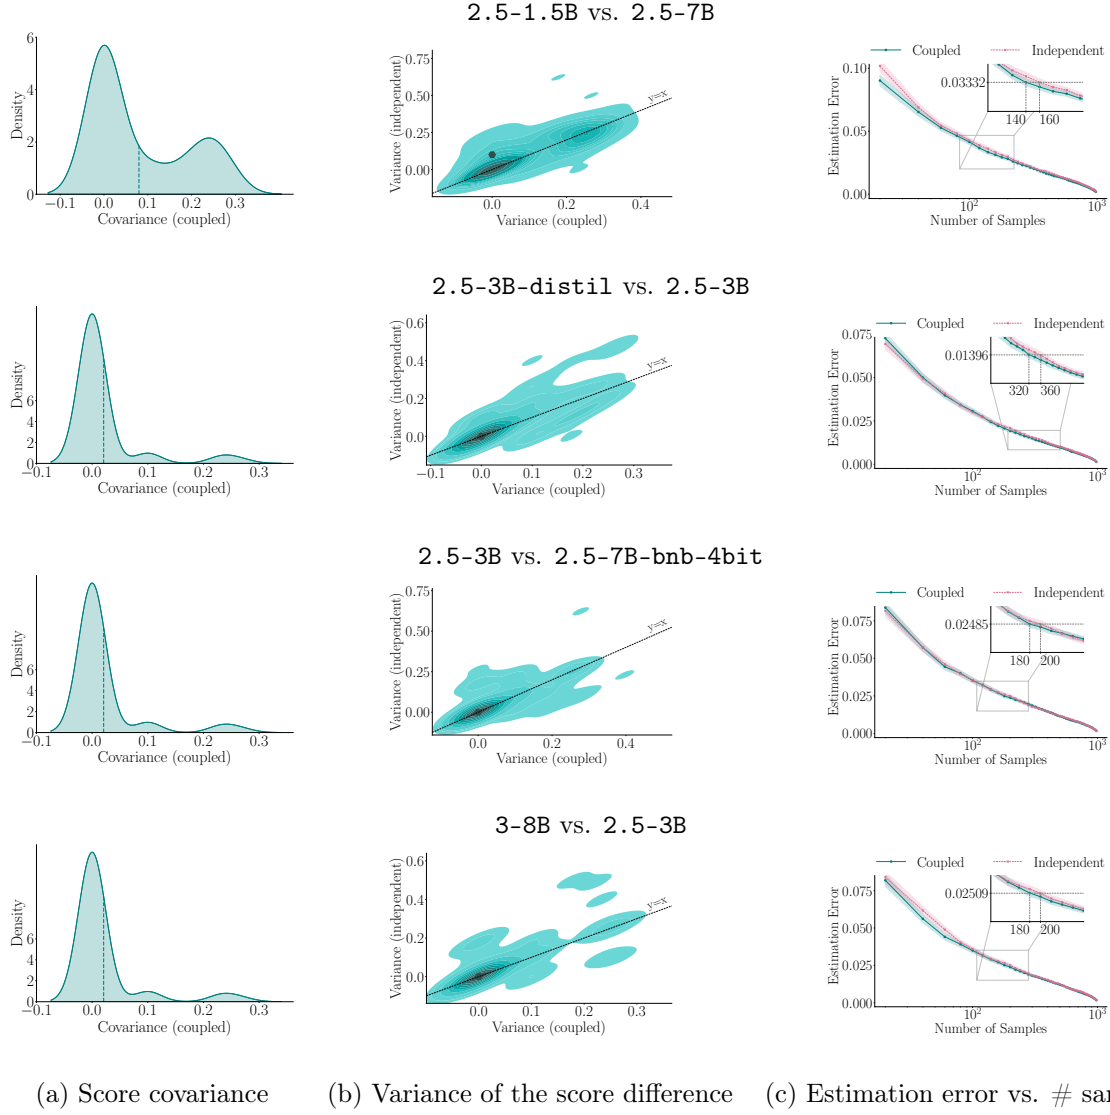 2.5-1.5B vs. 2.5-7B
6
4
2
0
Density
−0.1
0.0
0.1
0.2
0.3
Covariance (coupled)
0.75
0.50
0.25
0.00
Variance (independent)
y=x
0.0
0.2
0.4
Variance (coupled)
Coupled
Independent
0.10
0.05
0.00
Estimation Error
0.03332
140
160
10²
10³
Number of Samples
2.5-3B-distil vs. 2.5-3B
6
4
2
0
Density
−0.1
0.0
0.1
0.2
0.3
Covariance (coupled)
0.6
0.4
0.2
0.0
Variance (independent)
y=x
−0.1
0.0
0.1
0.2
0.3
Variance (coupled)
Coupled
Independent
0.075
0.050
0.025
0.000
Estimation Error
0.01396
320
360
10²
10³
Number of Samples
2.5-3B vs. 2.5-7B-bnb-4bit
6
4
2
0
Density
−0.1
0.0
0.1
0.2
0.3
Covariance (coupled)
0.75
0.50
0.25
0.00
Variance (independent)
y=x
0.0
0.2
0.4
Variance (coupled)
Coupled
Independent
0.075
0.050
0.025
0.000
Estimation Error
0.02485
180
200
10²
10³
Number of Samples
3-8B vs. 2.5-3B
6
4
2
0
Density
−0.1
0.0
0.1
0.2
0.3
Covariance (coupled)
0.6
0.4
0.2
0.0
Variance (independent)
y=x
0.0
0.1
0.2
0.3
Variance (coupled)
Coupled
Independent
0.075
0.050
0.025
0.000
Estimation Error
0.02509
180
200
10²
10³
Number of Samples
(a) Score covariance
(b) Variance of the score difference
(c) Estimation error vs. # sa